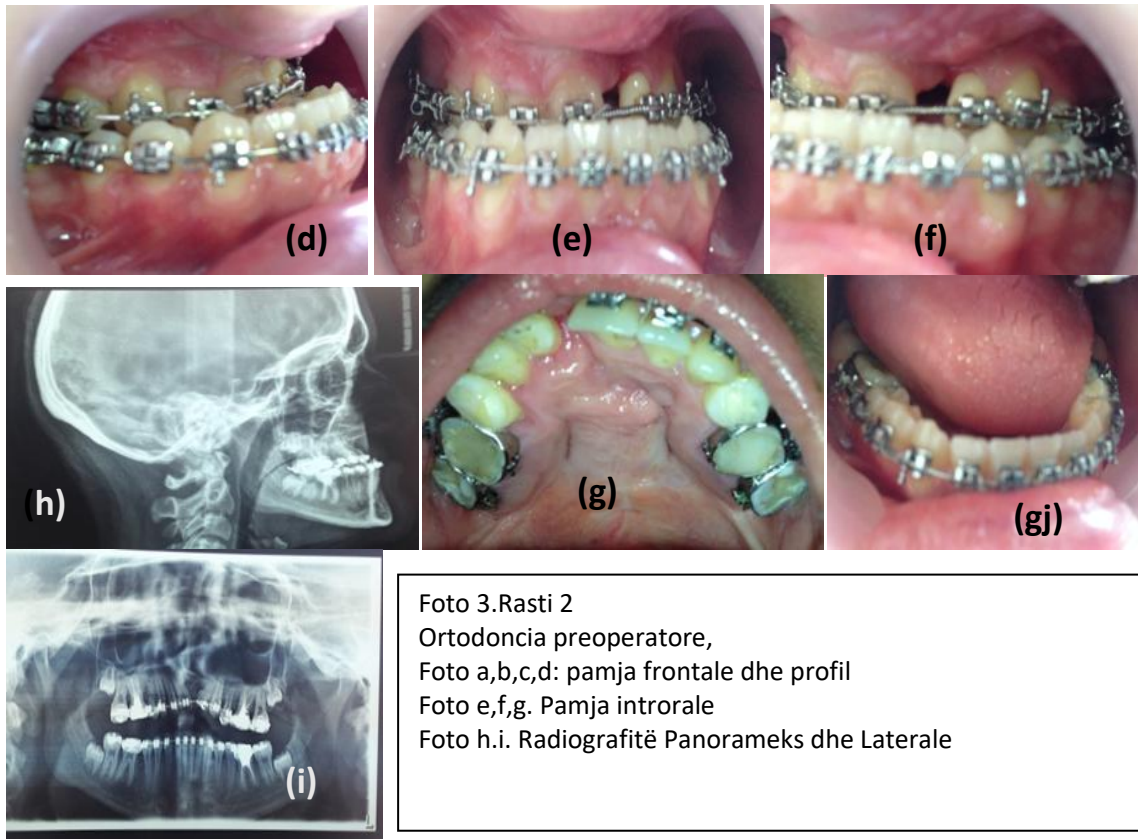 (d)
(e)
(f)
(h)
(g)
(gj)
(i)
Foto 3.Rasti 2
Ortodoncia preoperatore,
Foto a,b,c,d: pamja frontale dhe profil
Foto e,f,g. Pamja introrale
Foto h.i. Radiografitë Panorameks dhe Laterale